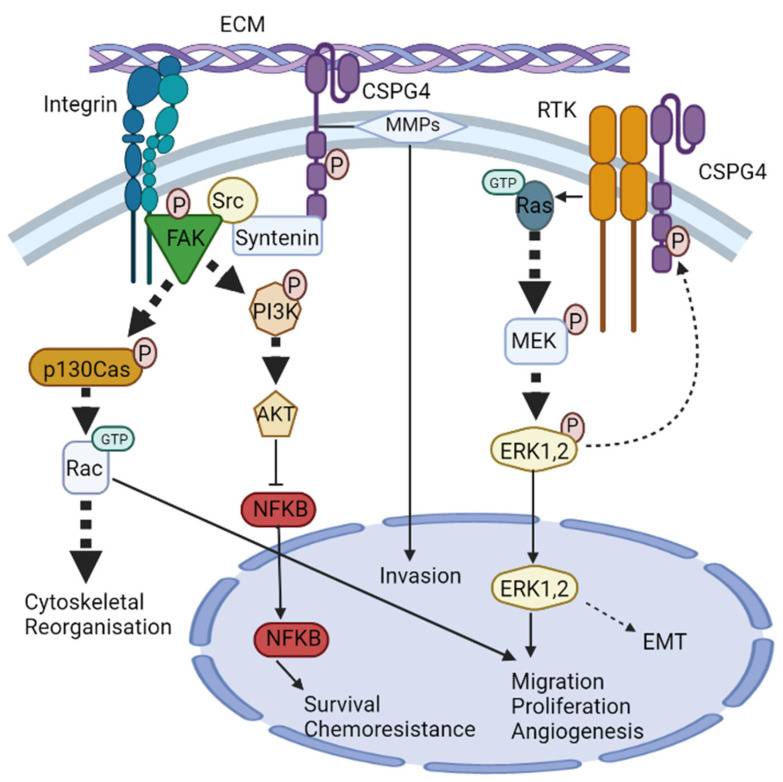 ECM
Integrin
CSPG4
MMPs
RTK
CSPG4
P
GTP
Ras
P
Src
FAK
Syntenin
P
P
PI3K
P
MEK
P
p130Cas
AKT
P
ERK1,2
GTP
Rac
NFKB
Invasion
ERK1,2
Cytoskeletal
Reorganisation
NFKB
EMT
Survival
Chemoresistance
Migration
Proliferation
Angiogenesis